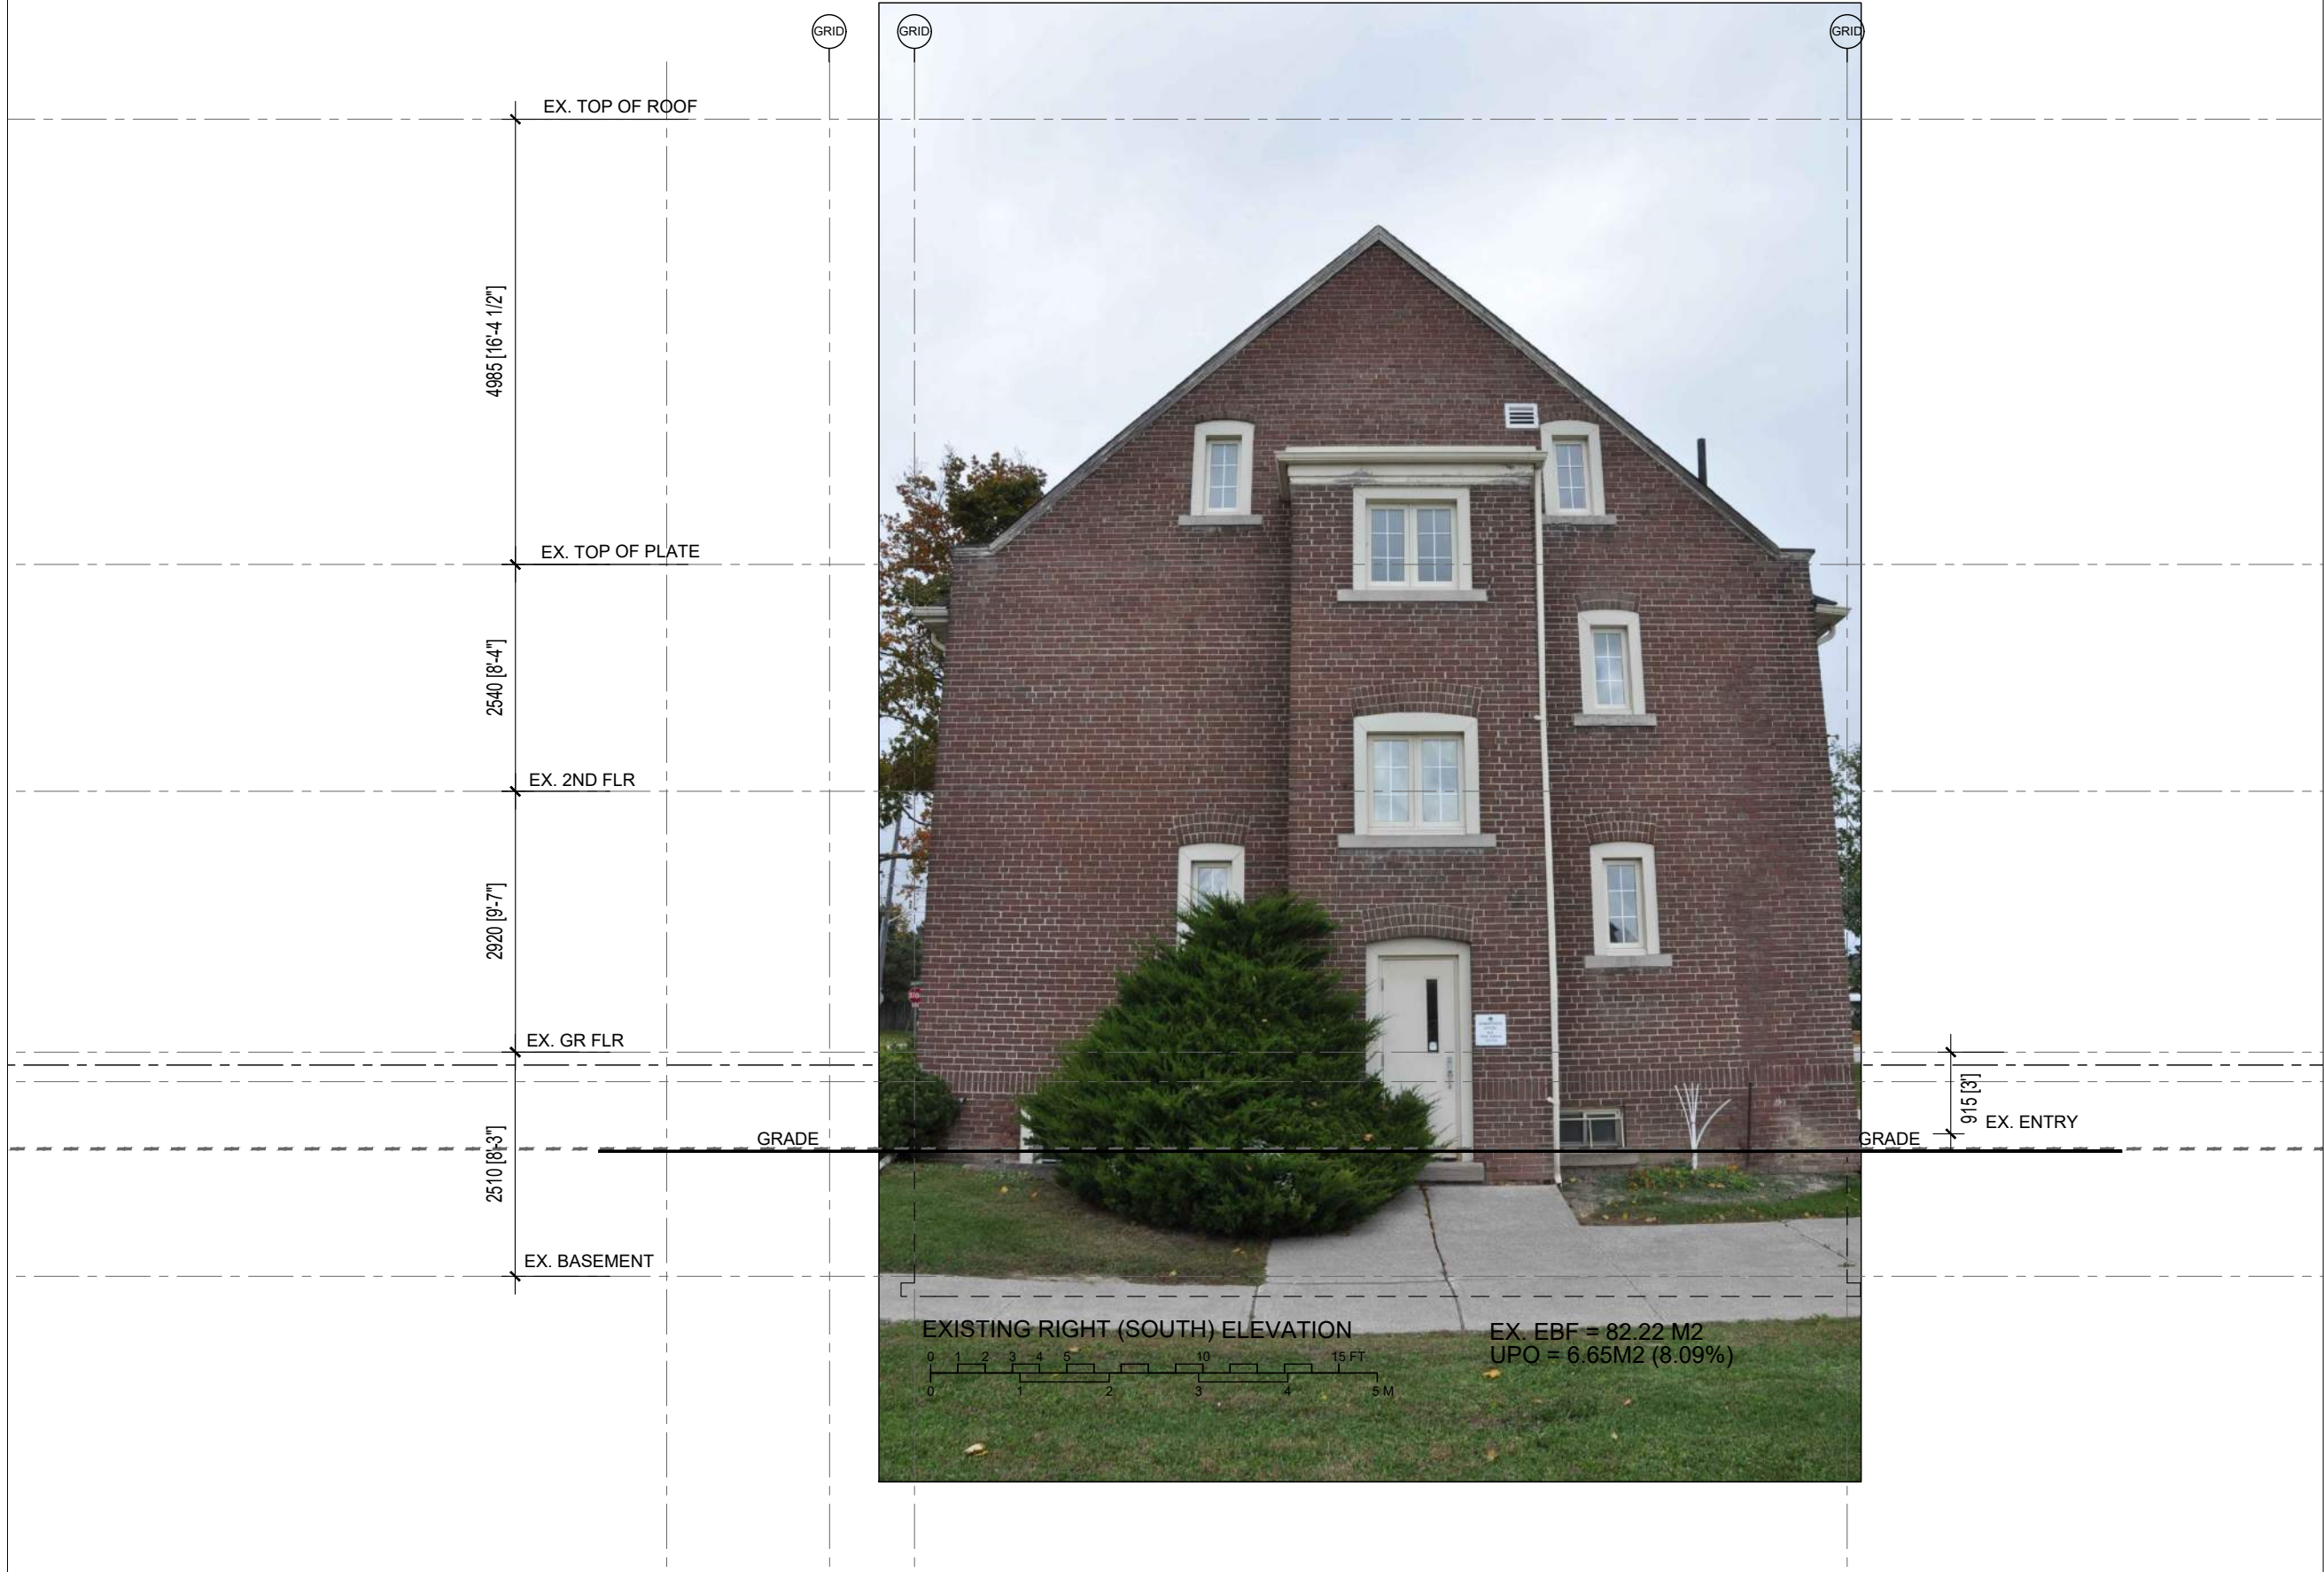 GRID
GRID
GRID
EX. TOP OF ROOF
4985 [16'-4 1/2"]
EX. TOP OF PLATE
2540 [8'-4"]
EX. 2ND FLR
2920 [9'-7"]
EX. GR FLR
915 [3']
EX. ENTRY
GRADE
GRADE
2510 [8'-3"]
EX. BASEMENT
EXISTING RIGHT (SOUTH) ELEVATION
0 1 2 3 4 5 10 15 FT
0 1 2 3 4 5 M
EX. EBF = 82.22 M2
UPO = 6.65M2 (8.09%)